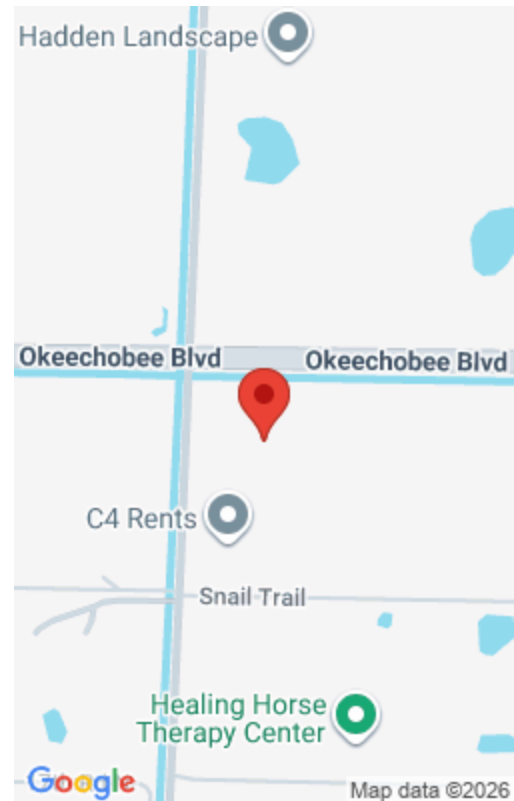 Hadden Landscape
Okeechobee Blvd
Okeechobee Blvd
C4 Rents
Snail Trail
Healing Horse
Therapy Center
Google
Map data ©2026